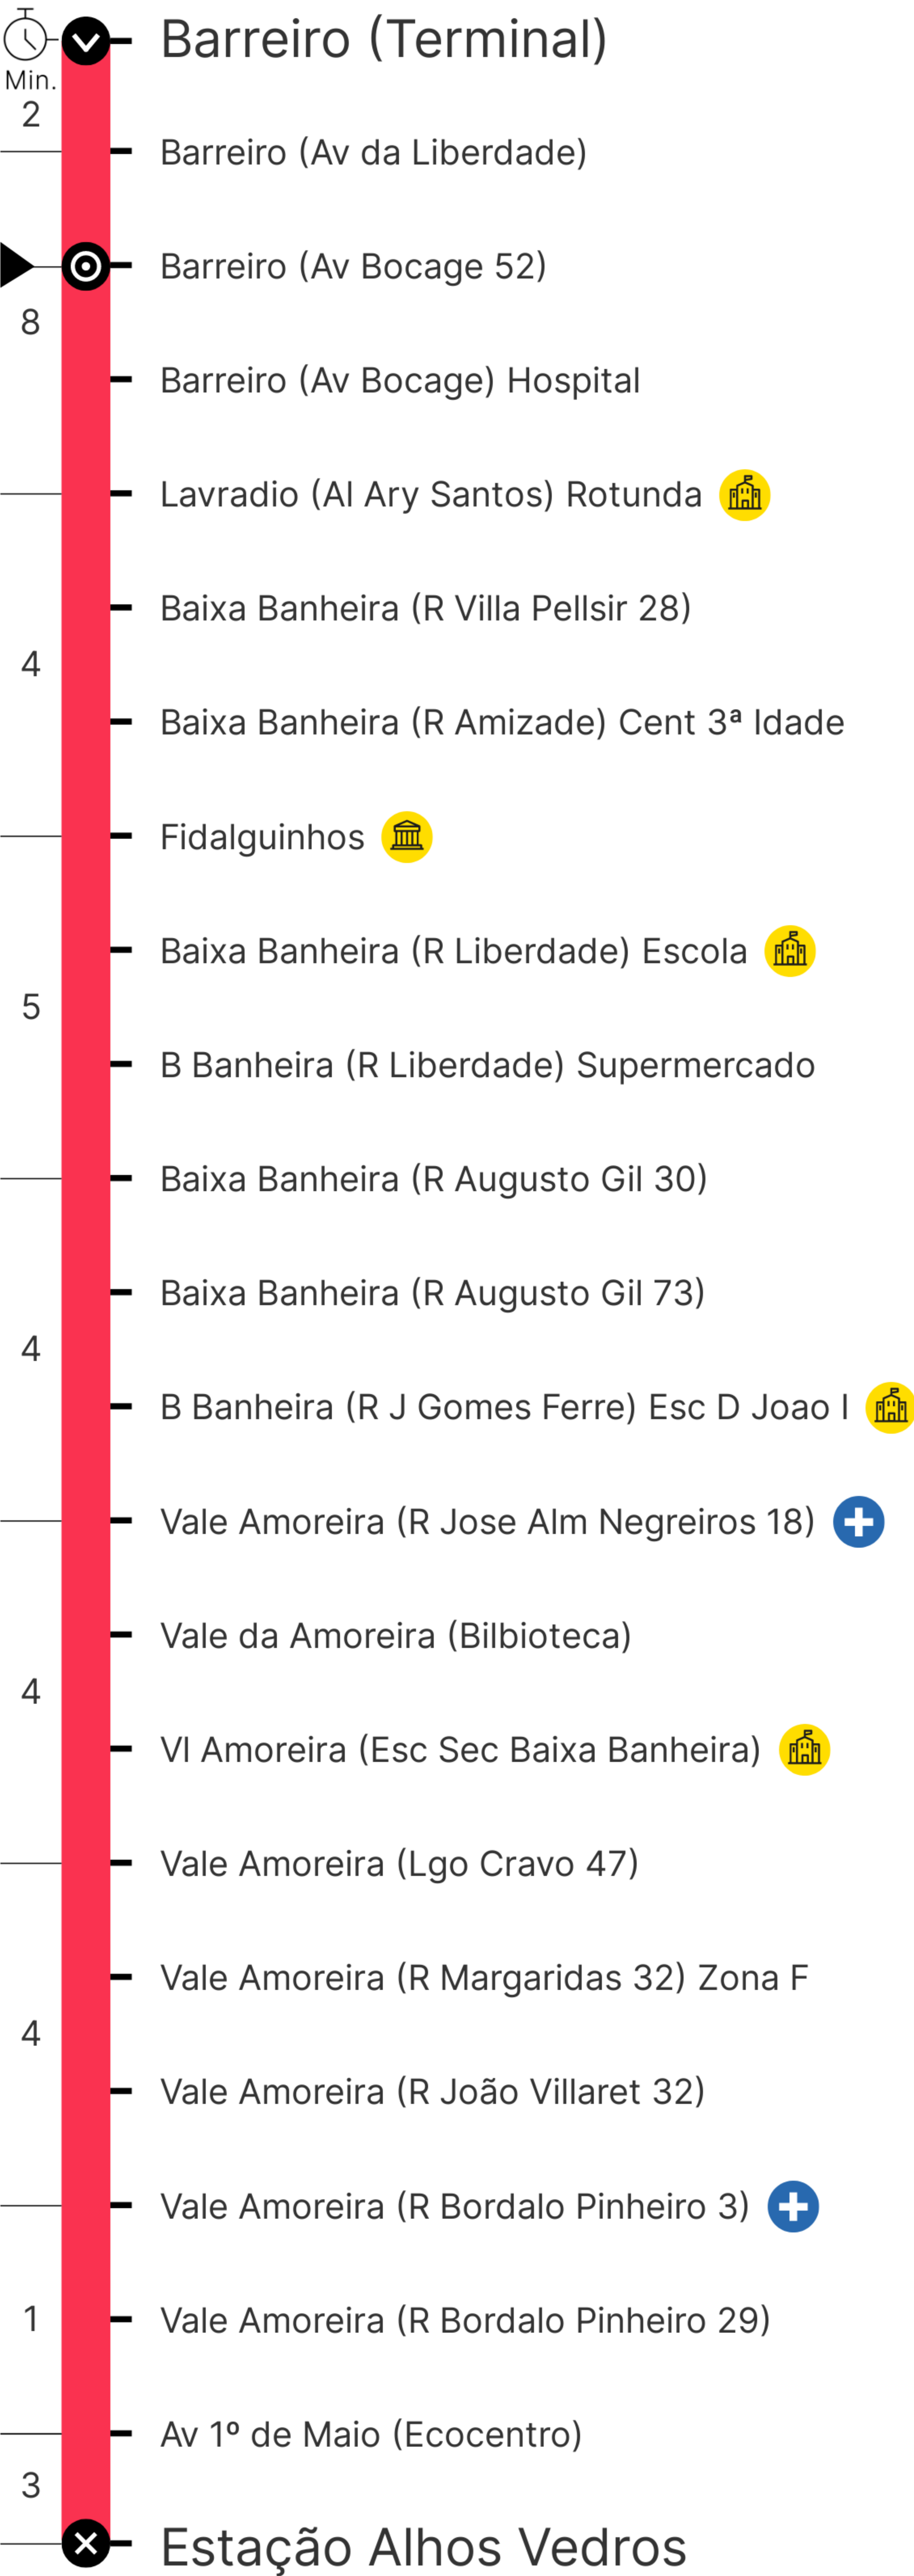 Barreiro (Terminal)
Min.
2
Barreiro (Av da Liberdade)
Barreiro (Av Bocage 52)
8
Barreiro (Av Bocage) Hospital
Lavradio (Al Ary Santos) Rotunda
Baixa Banheira (R Villa Pellsir 28)
4
Baixa Banheira (R Amizade) Cent 3ª Idade
Fidalguinhos
Baixa Banheira (R Liberdade) Escola
5
B Banheira (R Liberdade) Supermercado
Baixa Banheira (R Augusto Gil 30)
Baixa Banheira (R Augusto Gil 73)
4
B Banheira (R J Gomes Ferre) Esc D Joao I
Vale Amoreira (R Jose Alm Negreiros 18)
Vale da Amoreira (Bilbioteca)
4
Vl Amoreira (Esc Sec Baixa Banheira)
Vale Amoreira (Lgo Cravo 47)
Vale Amoreira (R Margaridas 32) Zona F
4
Vale Amoreira (R João Villaret 32)
Vale Amoreira (R Bordalo Pinheiro 3)
1
Vale Amoreira (R Bordalo Pinheiro 29)
Av 1º de Maio (Ecocentro)
3
Estação Alhos Vedros